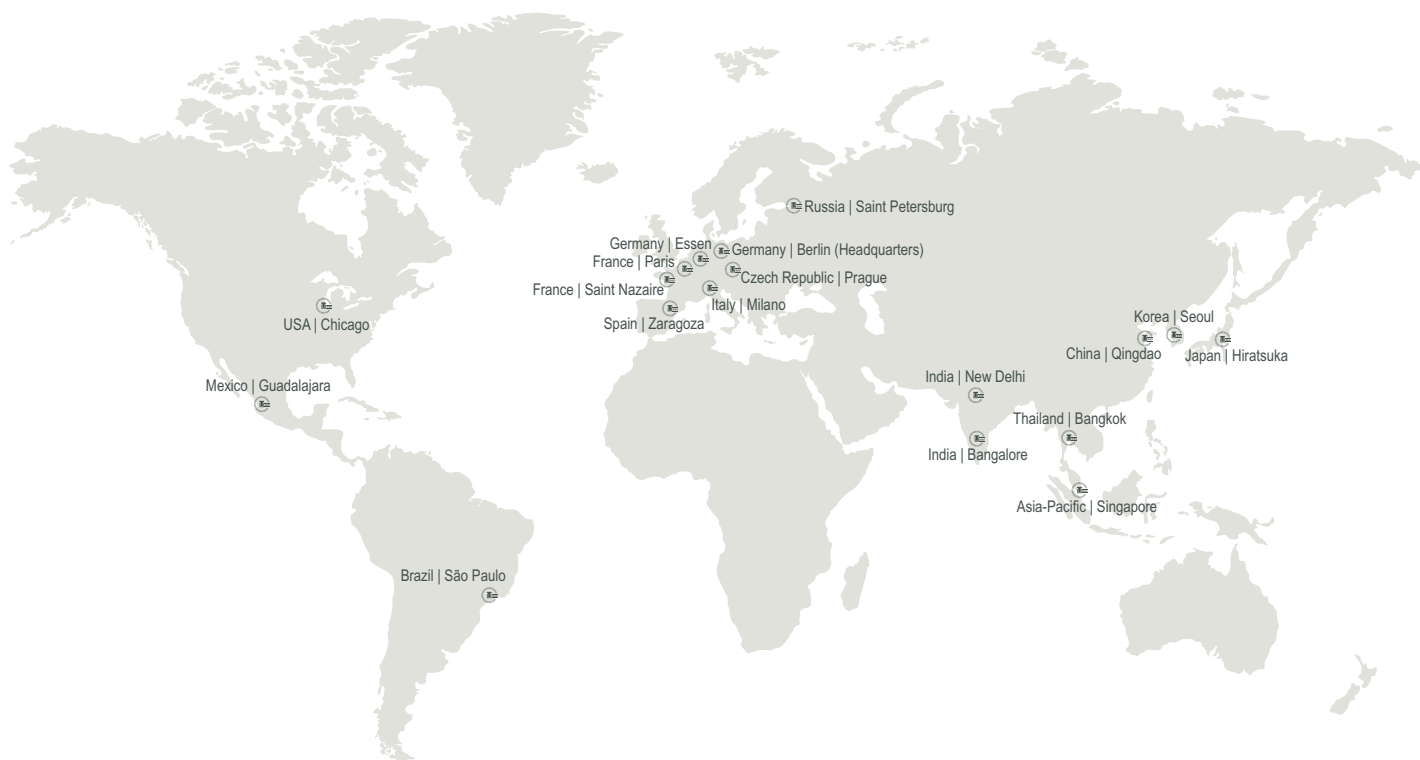 Russia | Saint Petersburg
Germany | Essen
Germany | Berlin (Headquarters)
France | Paris
Czech Republic | Prague
France | Saint Nazaire
Italy | Milano
Spain | Zaragoza
USA | Chicago
Korea | Seoul
China | Qingdao
Japan | Hiratsuka
Mexico | Guadalajara
India | New Delhi
Thailand | Bangkok
India | Bangalore
Asia-Pacific | Singapore
Brazil | São Paulo